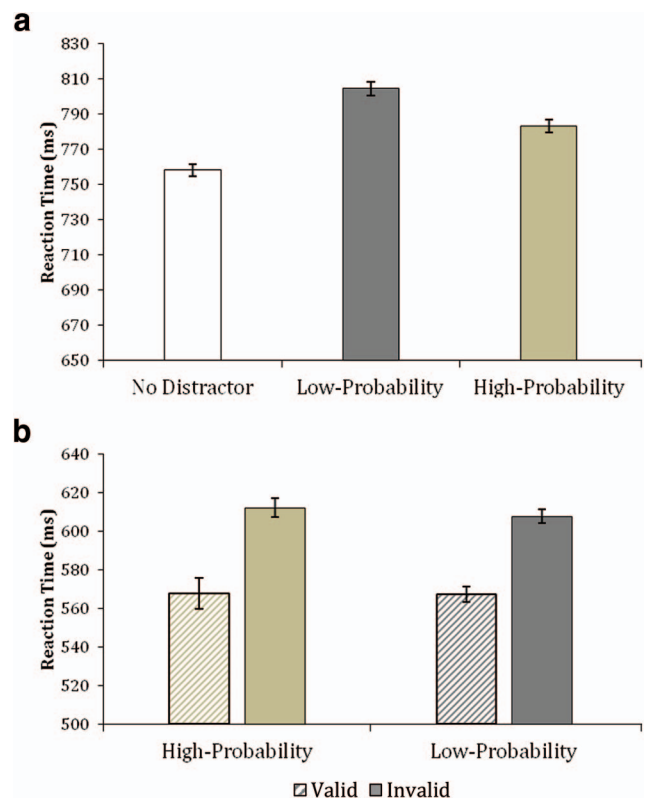 a
Reaction Time (ms)
830
810
790
770
750
730
710
690
670
650
No Distractor Low-Probability High-Probability
b
Reaction Time (ms)
640
620
600
580
560
540
520
500
High-Probability Low-Probability
Valid Invalid